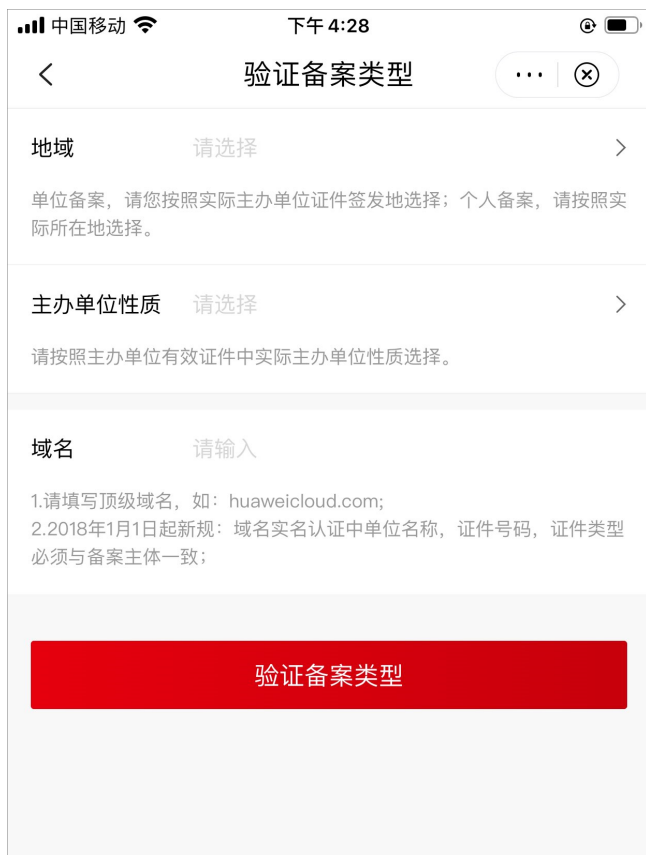 中国移动 下午 4:28
验证备案类型
地域 请选择
单位备案，请您按照实际主办单位证件签发地选择；个人备案，请按照实
际所在地选择。
主办单位性质 请选择
请按照主办单位有效证件中实际主办单位性质选择。
域名 请输入
1.请填写顶级域名，如：huaweicloud.com;
2.2018年1月1日起新规：域名实名认证中单位名称，证件号码，证件类型
必须与备案主体一致；
验证备案类型